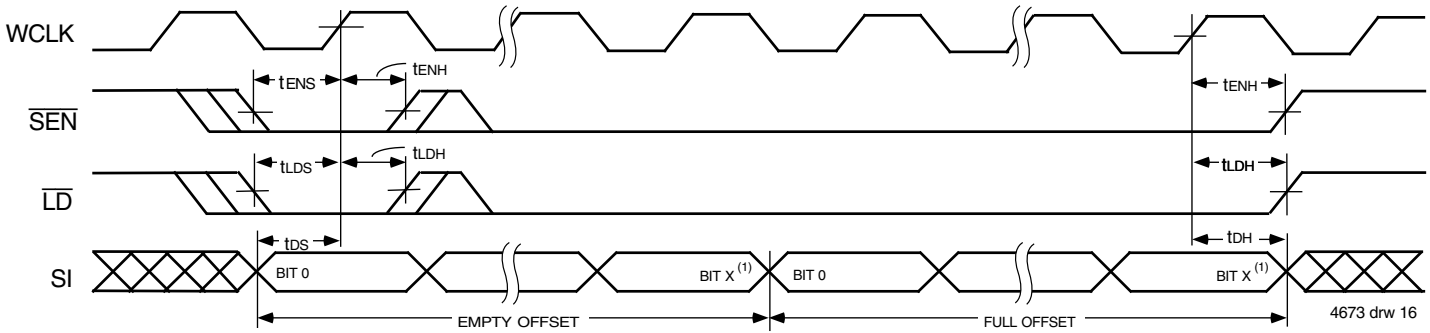 WCLK
tENS
tENH
tENH
SEN
tLDS
tLDH
tLDH
LD
tDS
tDH
SI
BIT 0
BIT X (1)
BIT 0
BIT X (1)
EMPTY OFFSET
FULL OFFSET
4673 drw 16